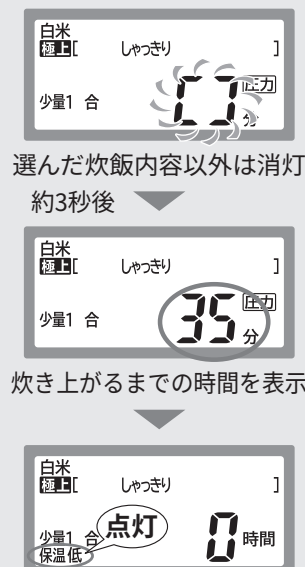 白米
極上[ しゃっきり ]
圧力
少量1 合 分
選んだ炊飯内容以外は消灯
約3秒後
白米
極上[ しゃっきり ]
圧力
少量1 合 35分
炊き上がるまでの時間を表示
白米
極上[ しゃっきり ]
少量1 合 点灯 0時間
保温低